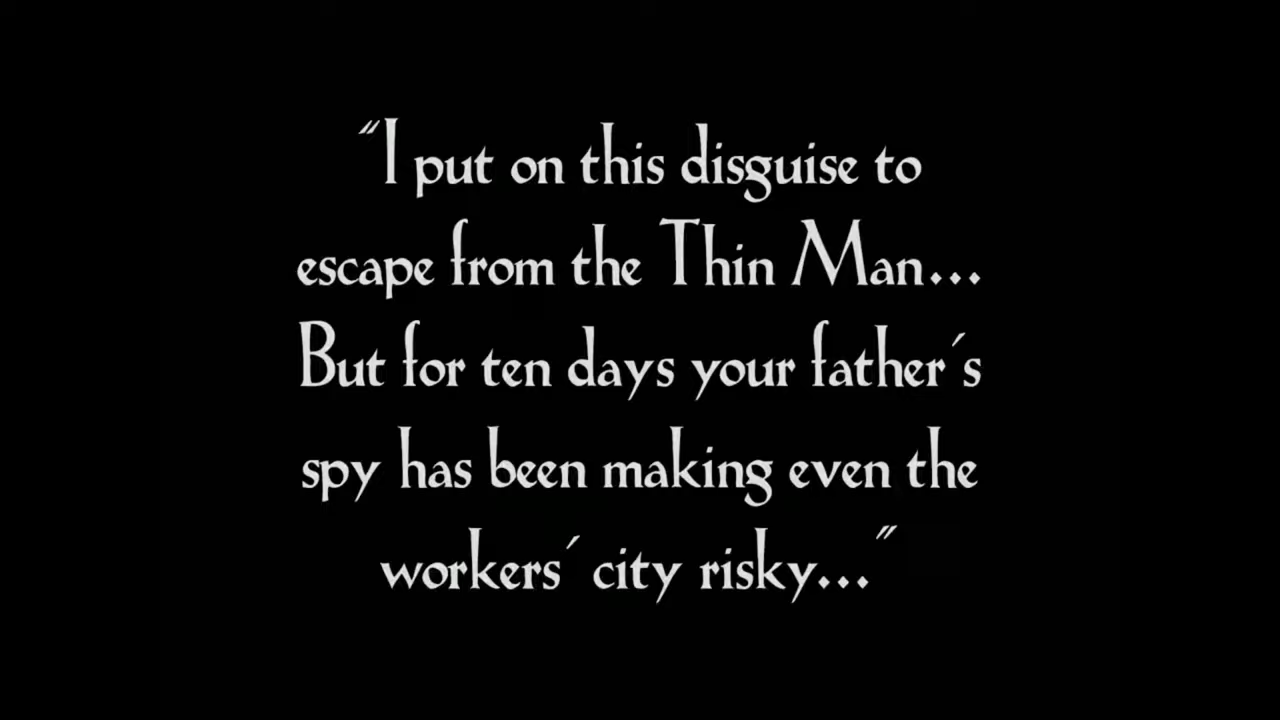 "I put on this disguise to
escape from the Thin Man...
But for ten days your father´s
spy has been making even the
workers´ city risky..."